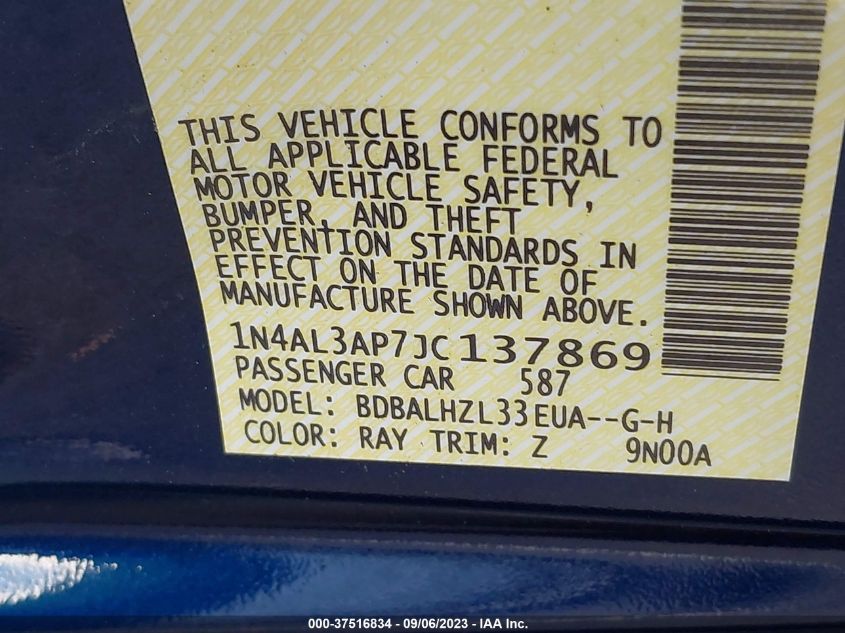 THIS VEHICLE CONFORMS TO
ALL APPLICABLE FEDERAL
MOTOR VEHICLE SAFETY,
BUMPER, AND THEFT
PREVENTION STANDARDS IN
EFFECT ON THE DATE OF
MANUFACTURE SHOWN ABOVE.
1N4AL3AP7JC137869
PASSENGER CAR 587
MODEL: BDBALHZL33EUA--G-H
COLOR: RAY TRIM: Z 9N00A
000-37516834 - 09/06/2023 - IAA Inc.